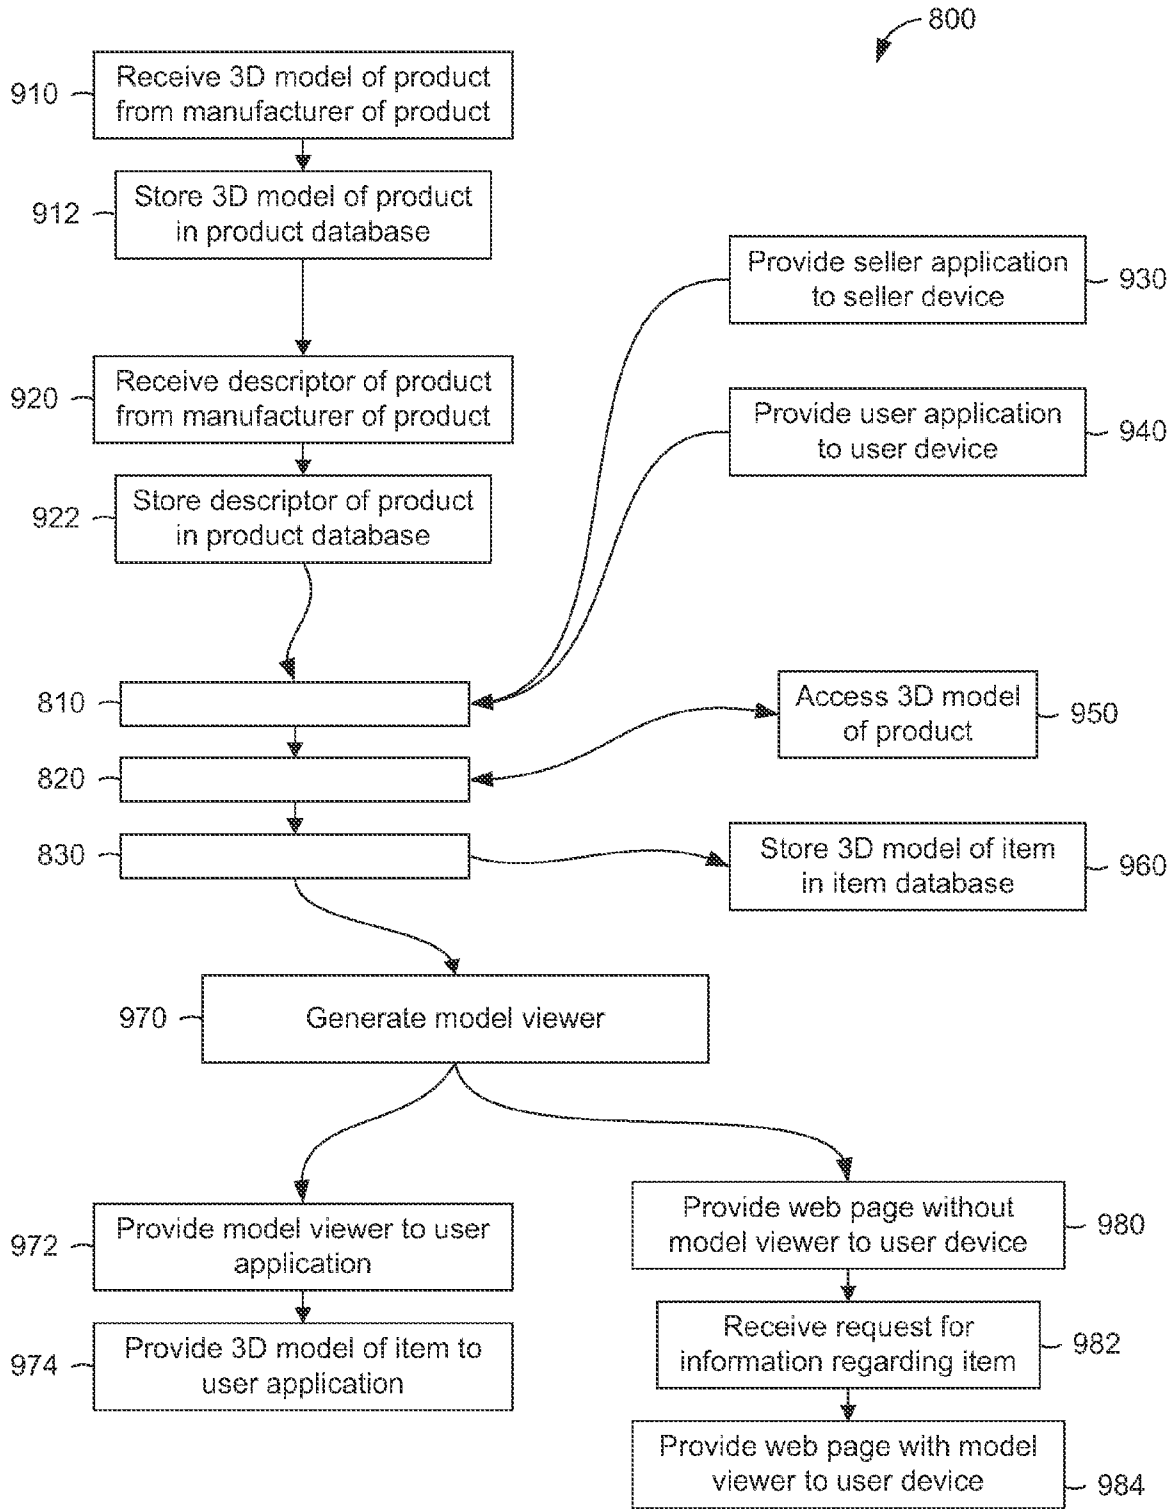 800
910
Receive 3D model of product
from manufacturer of product
912
Store 3D model of product
in product database
Provide seller application
to seller device
930
920
Receive descriptor of product
from manufacturer of product
Provide user application
to user device
940
922
Store descriptor of product
in product database
810
Access 3D model
of product
950
820
830
Store 3D model of item
in item database
960
970
Generate model viewer
972
Provide model viewer to user
application
974
Provide 3D model of item to
user application
Provide web page without
model viewer to user device
980
Receive request for
information regarding item
982
Provide web page with model
viewer to user device
984